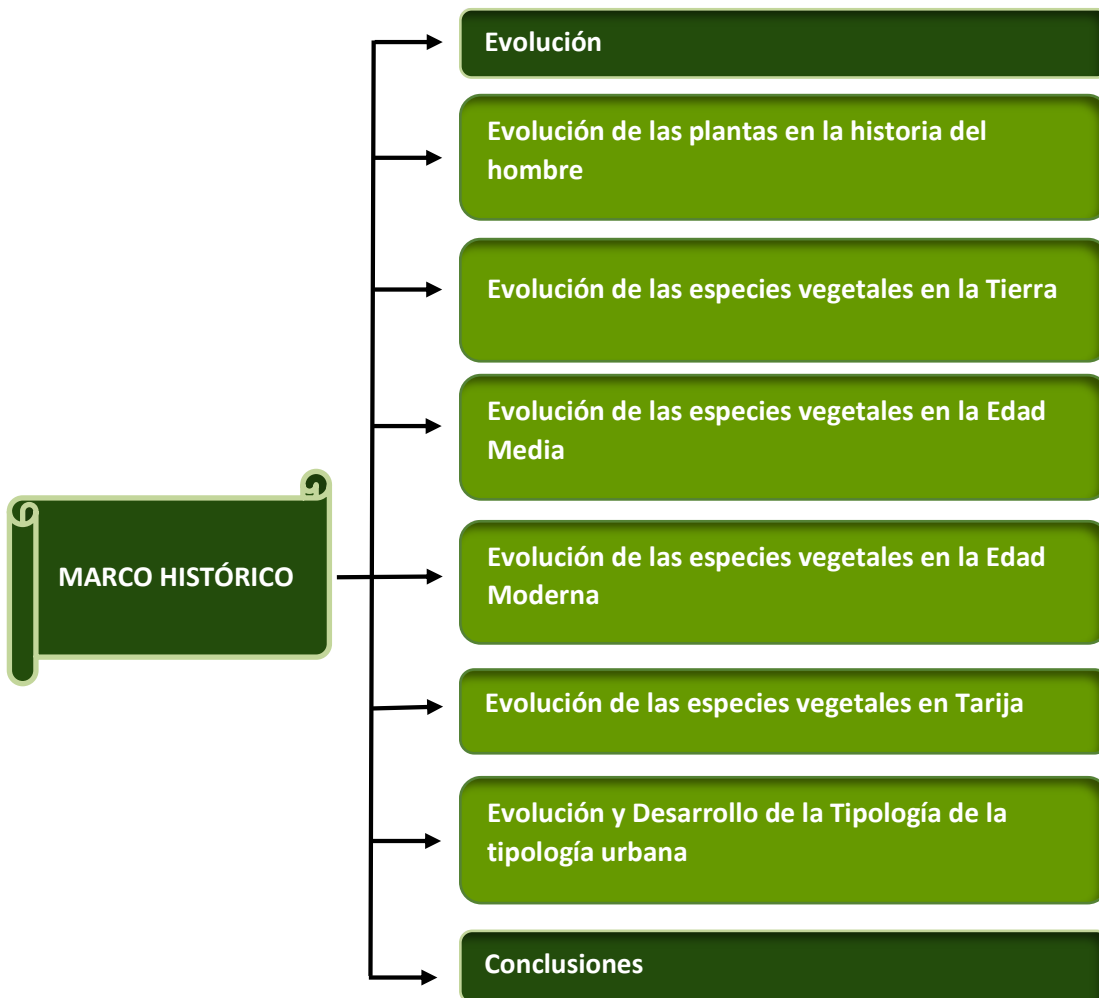 Evolución
Evolución de las plantas en la historia del
hombre
Evolución de las especies vegetales en la Tierra
Evolución de las especies vegetales en la Edad
Media
MARCO HISTÓRICO
Evolución de las especies vegetales en la Edad
Moderna
Evolución de las especies vegetales en Tarija
Evolución y Desarrollo de la Tipología de la
tipología urbana
Conclusiones